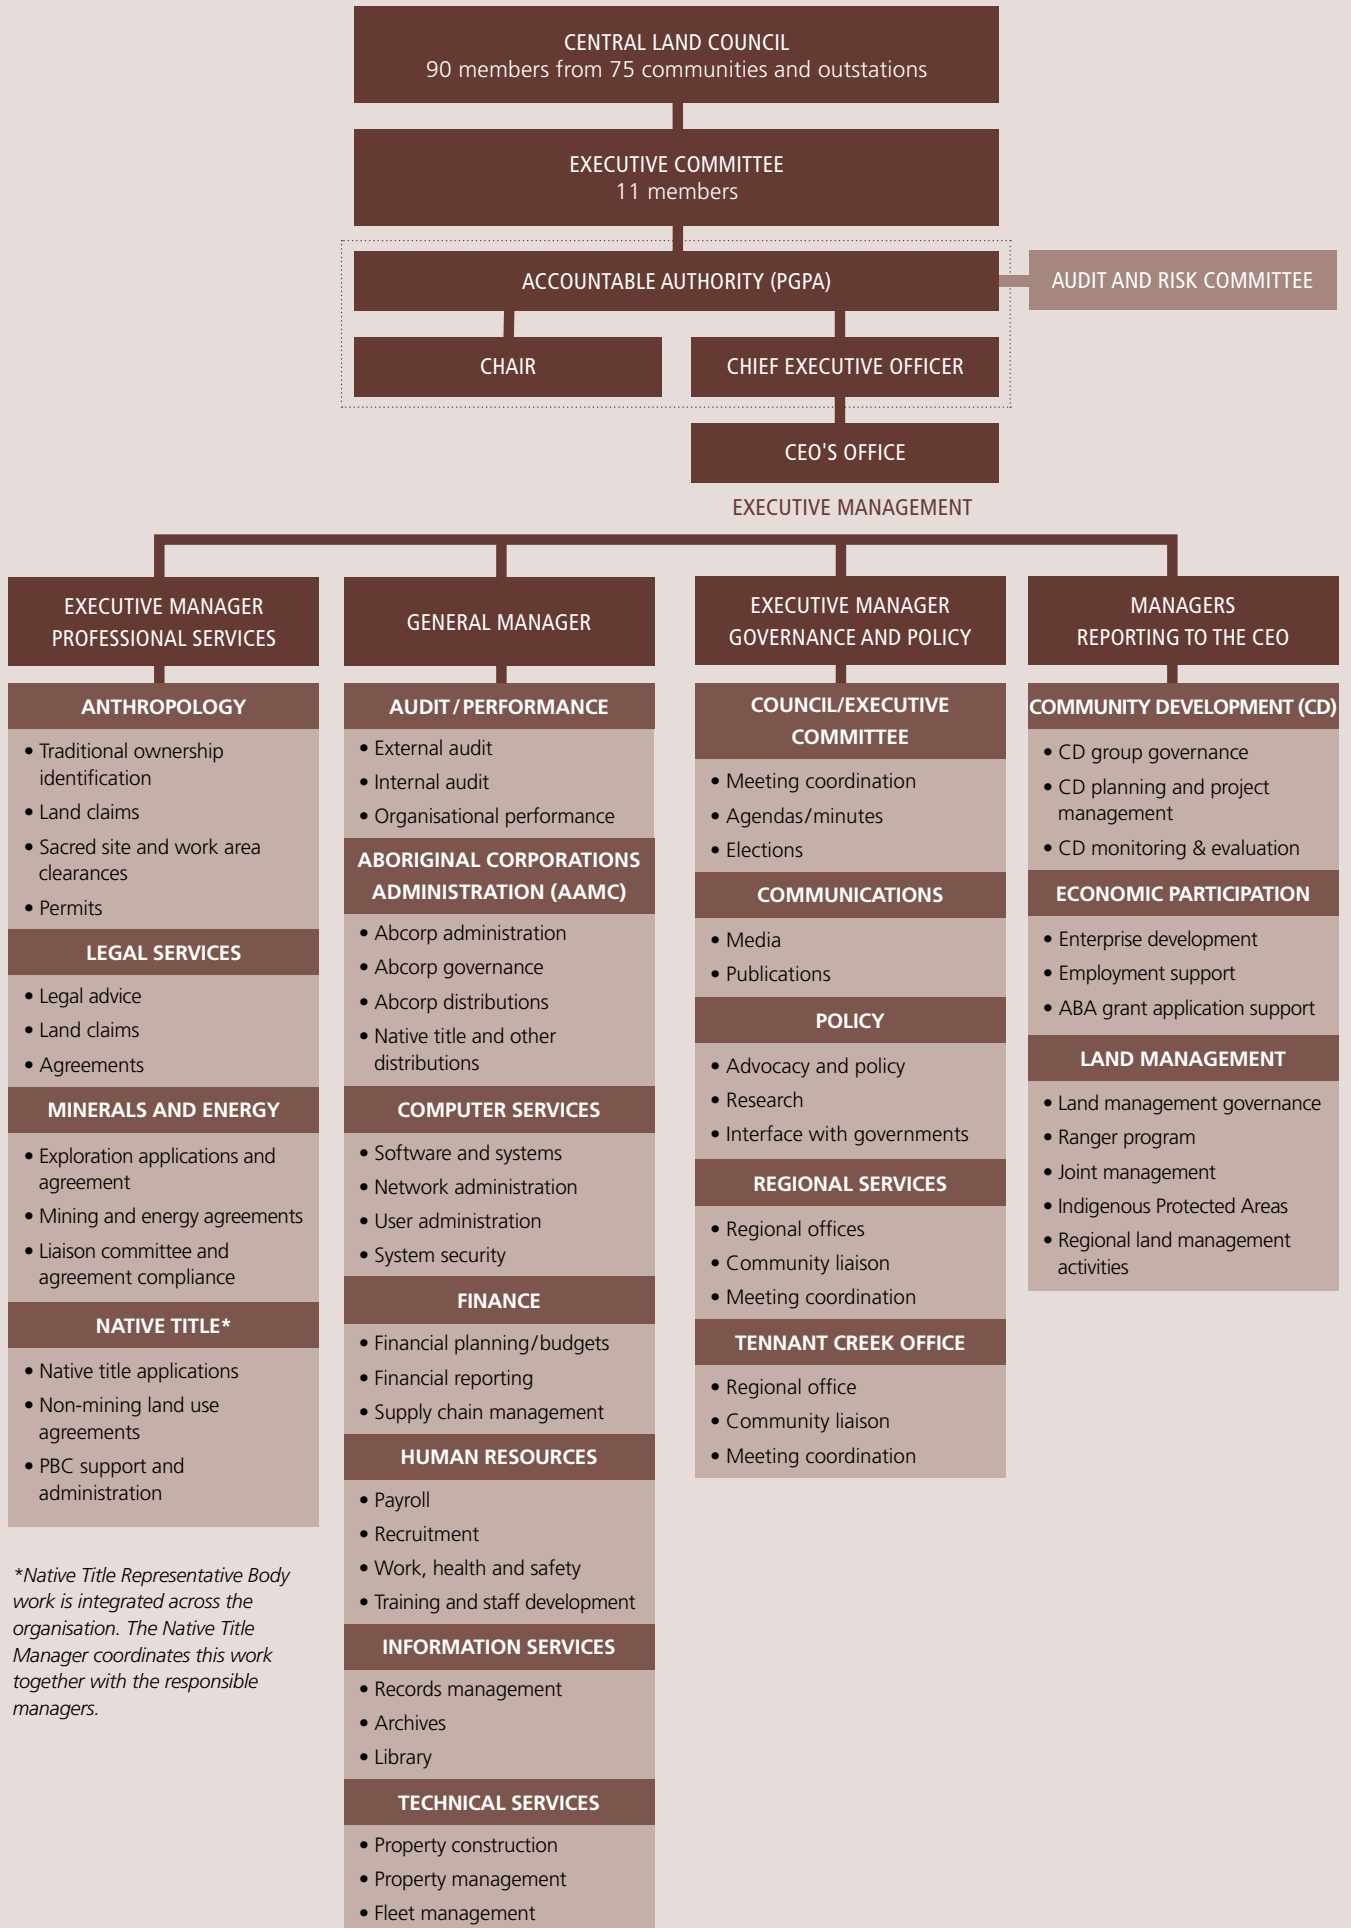 CENTRAL LAND COUNCIL
90 members from 75 communities and outstations
EXECUTIVE COMMITTEE
11 members
ACCOUNTABLE AUTHORITY (PGPA)
AUDIT AND RISK COMMITTEE
CHAIR
CHIEF EXECUTIVE OFFICER
CEO'S OFFICE
EXECUTIVE MANAGEMENT
EXECUTIVE MANAGER
PROFESSIONAL SERVICES
ANTHROPOLOGY
• Traditional ownership
identification
• Land claims
• Sacred site and work area
clearances
• Permits
LEGAL SERVICES
• Legal advice
• Land claims
• Agreements
MINERALS AND ENERGY
• Exploration applications and
agreement
• Mining and energy agreements
• Liaison committee and
agreement compliance
NATIVE TITLE*
• Native title applications
• Non-mining land use
agreements
• PBC support and
administration
*Native Title Representative Body
work is integrated across the
organisation. The Native Title
Manager coordinates this work
together with the responsible
managers.
GENERAL MANAGER
AUDIT/PERFORMANCE
• External audit
• Internal audit
• Organisational performance
ABORIGINAL CORPORATIONS
ADMINISTRATION (AAMC)
• Abcorp administration
• Abcorp governance
• Abcorp distributions
• Native title and other
distributions
COMPUTER SERVICES
• Software and systems
• Network administration
• User administration
• System security
FINANCE
• Financial planning/budgets
• Financial reporting
• Supply chain management
HUMAN RESOURCES
• Payroll
• Recruitment
• Work, health and safety
• Training and staff development
INFORMATION SERVICES
• Records management
• Archives
• Library
TECHNICAL SERVICES
• Property construction
• Property management
• Fleet management
EXECUTIVE MANAGER
GOVERNANCE AND POLICY
COUNCIL/EXECUTIVE
COMMITTEE
• Meeting coordination
• Agendas/minutes
• Elections
COMMUNICATIONS
• Media
• Publications
POLICY
• Advocacy and policy
• Research
• Interface with governments
REGIONAL SERVICES
• Regional offices
• Community liaison
• Meeting coordination
TENNANT CREEK OFFICE
• Regional office
• Community liaison
• Meeting coordination
MANAGERS
REPORTING TO THE CEO
COMMUNITY DEVELOPMENT (CD)
• CD group governance
• CD planning and project
management
• CD monitoring & evaluation
ECONOMIC PARTICIPATION
• Enterprise development
• Employment support
• ABA grant application support
LAND MANAGEMENT
• Land management governance
• Ranger program
• Joint management
• Indigenous Protected Areas
• Regional land management
activities